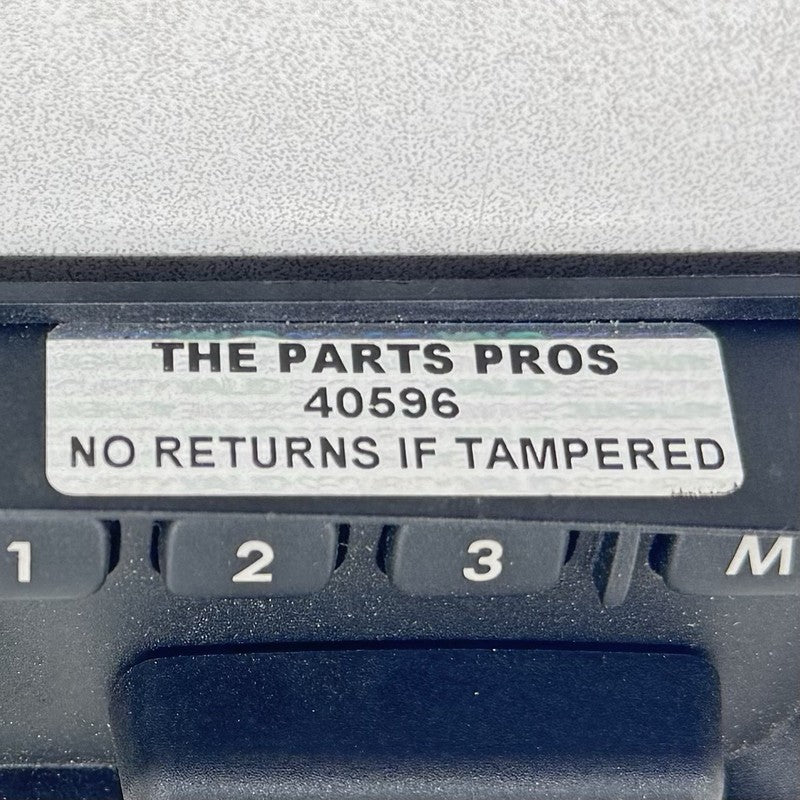 THE PARTS PROS
40596
NO RETURNS IF TAMPERED
1 2 3 M